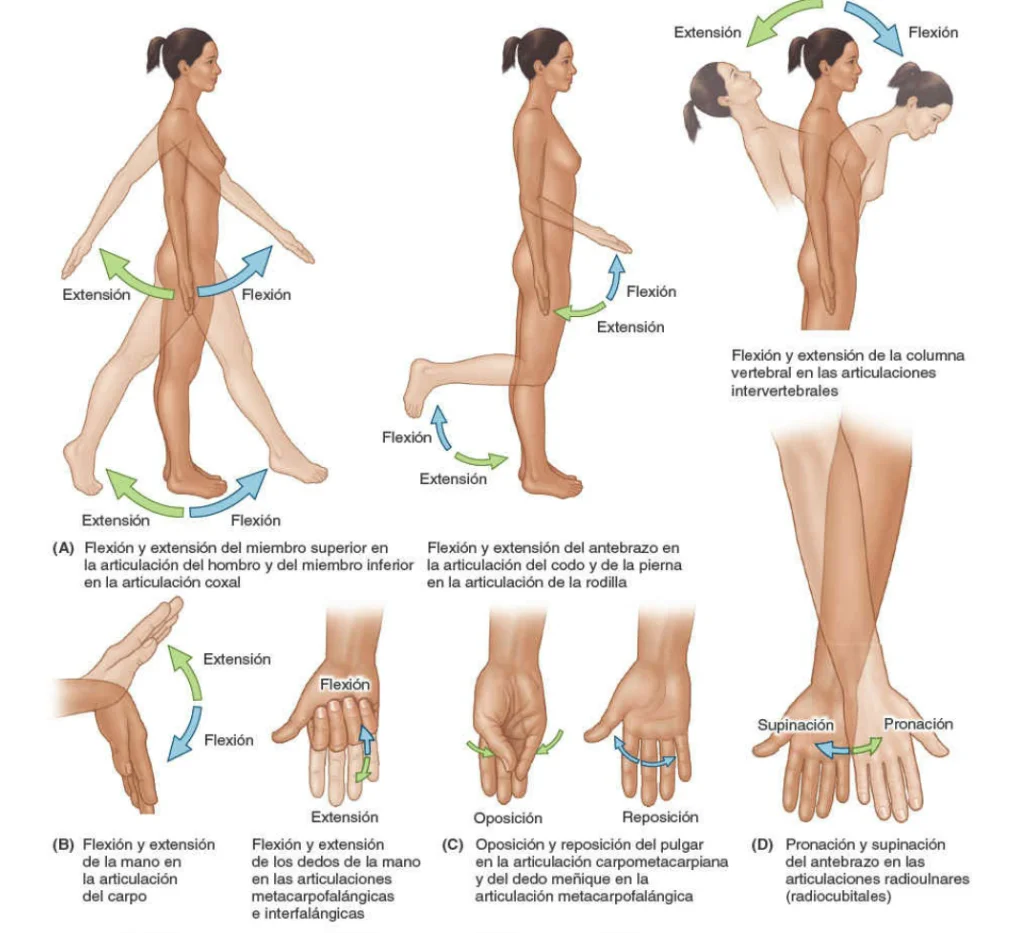 Extensión
Flexión
Extensión
Flexión
Flexión
Extensión
Flexión
Extensión
Extensión
Flexión
Flexión y extensión de la columna
vertebral en las articulaciones
intervertebrales
(A) Flexión y extensión del miembro superior en
la articulación del hombro y del miembro inferior
en la articulación coxal
Flexión y extensión del antebrazo en
la articulación del codo y de la pierna
en la articulación de la rodilla
Extensión
Flexión
Flexión
Extensión
Oposición
Reposición
Supinación
Pronación
(B) Flexión y extensión
de la mano en
la articulación
del carpo
Flexión y extensión
de los dedos de la mano
en las articulaciones
metacarpofalángicas
e interfalángicas
(C) Oposición y reposición del pulgar
en la articulación carpometacarpiana
y del dedo meñique en la
articulación metacarpofalángica
(D) Pronación y supinación
del antebrazo en las
articulaciones radioulnares
(radiocubitales)